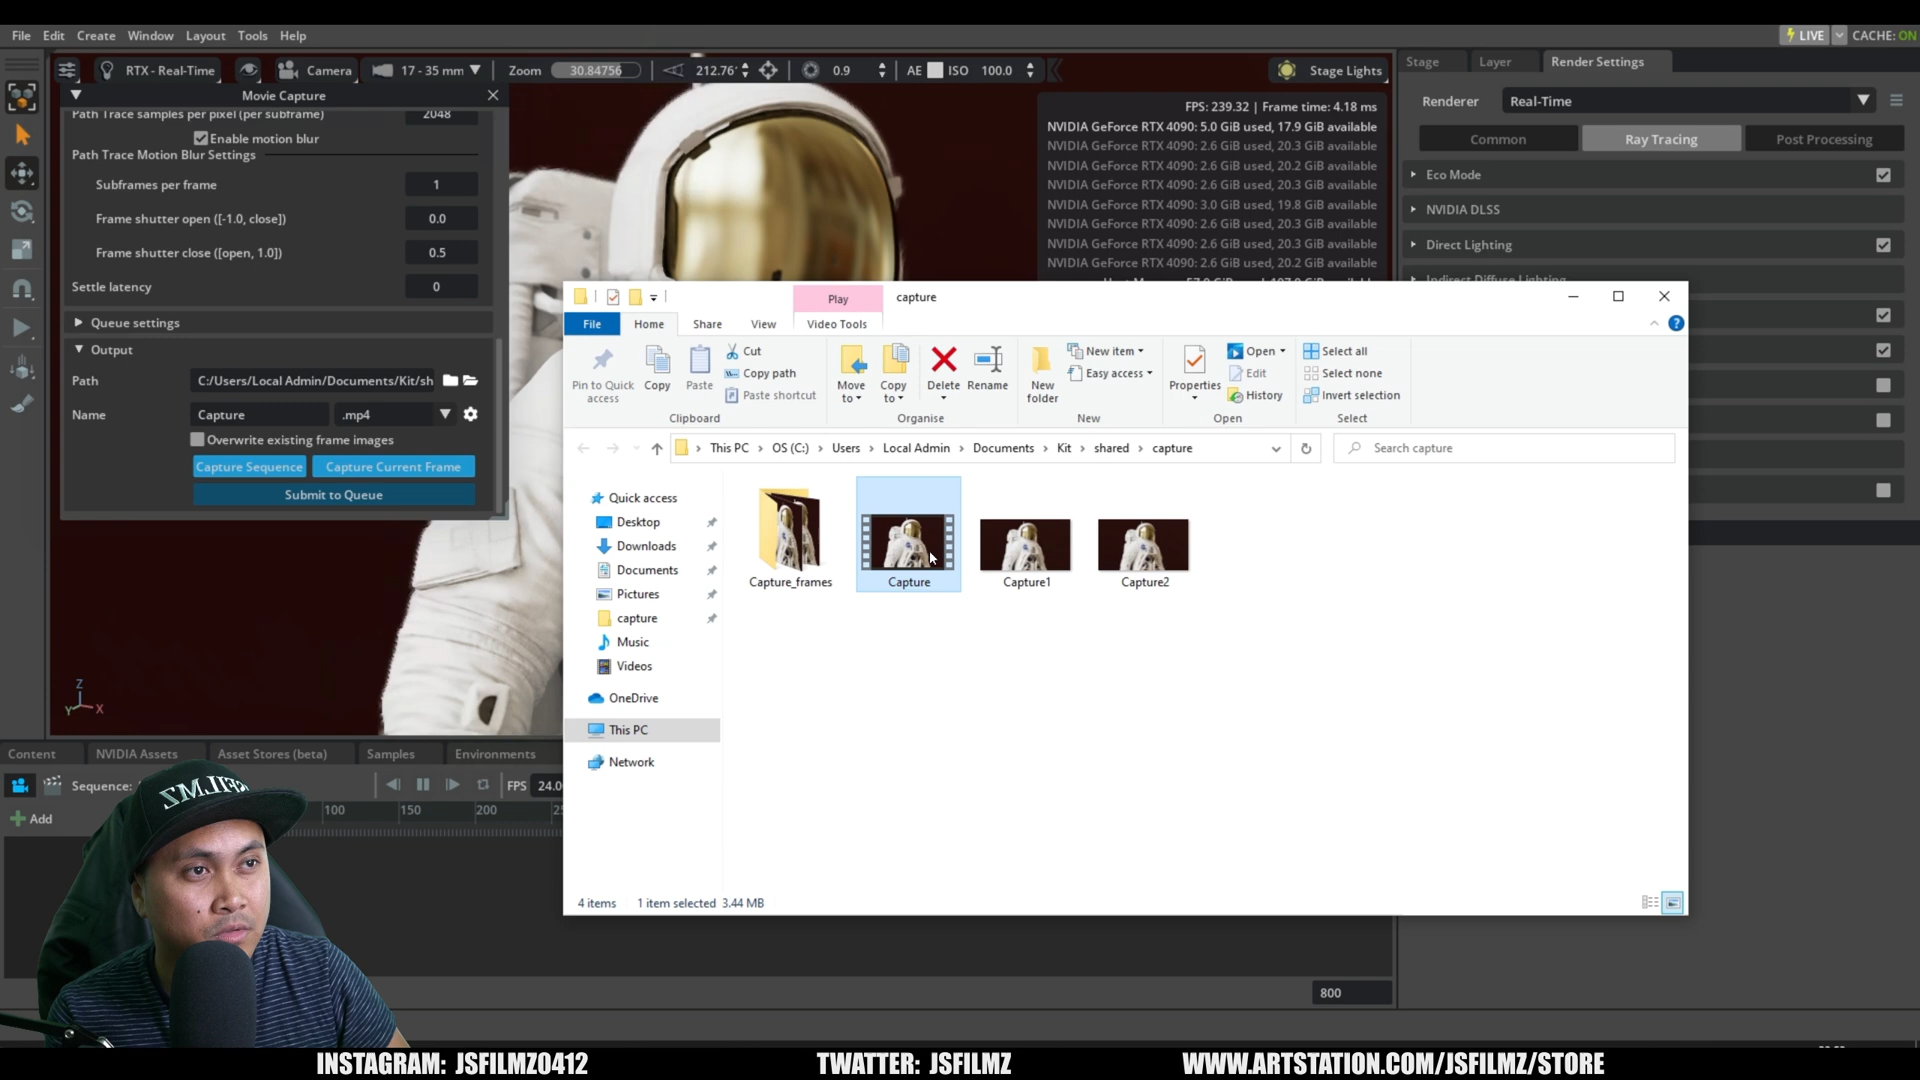 File Edit Create Window Layout Tools Help
LIVE CACHE: ON
RTX - Real-Time Camera 17 - 35 mm Zoom 30.84756 212.76' 0.9 AE ISO 100.0 Stage Lights
Movie Capture
Path Trace samples per pixel (per subframe) 2048
Enable motion blur
Path Trace Motion Blur Settings
Subframes per frame 1
Frame shutter open ([-1.0, close]) 0.0
Frame shutter close ([open, 1.0]) 0.5
Settle latency 0
Queue settings
Output
Path C:/Users/Local Admin/Documents/Kit/sh
Name Capture .mp4
Overwrite existing frame images
Capture Sequence Capture Current Frame
Submit to Queue
FPS: 239.32 | Frame time: 4.18 ms
NVIDIA GeForce RTX 4090: 5.0 GiB used, 17.9 GiB available
NVIDIA GeForce RTX 4090: 2.6 GiB used, 20.3 GiB available
NVIDIA GeForce RTX 4090: 2.6 GiB used, 20.2 GiB available
NVIDIA GeForce RTX 4090: 2.6 GiB used, 20.3 GiB available
NVIDIA GeForce RTX 4090: 3.0 GiB used, 19.8 GiB available
NVIDIA GeForce RTX 4090: 2.6 GiB used, 20.3 GiB available
NVIDIA GeForce RTX 4090: 2.6 GiB used, 20.3 GiB available
NVIDIA GeForce RTX 4090: 2.6 GiB used, 20.2 GiB available
Stage Layer Render Settings
Renderer Real-Time
Common Ray Tracing Post Processing
Eco Mode
NVIDIA DLSS
Direct Lighting
Indirect Diffuse Lighting
Play capture
File Home Share View Video Tools
Pin to Quick access
Copy
Paste
Cut
Copy path
Paste shortcut
Clipboard
Move to
Copy to
Delete
Rename
Organise
New folder
New item
Easy access
New
Properties
Open
Edit
History
Open
Select all
Select none
Invert selection
Select
This PC > OS (C:) > Users > Local Admin > Documents > Kit > shared > capture
Search capture
Quick access
Desktop
Downloads
Documents
Pictures
capture
Music
Videos
OneDrive
This PC
Network
Capture_frames Capture Capture1 Capture2
4 items 1 item selected 3.44 MB
Z
Y X
Content NVIDIA Assets Asset Stores (beta) Samples Environments
Sequence: FPS 24.0
Add
100 150 200
800
JSFILMZ
INSTAGRAM: JSFILMZ0412 TWATTER: JSFILMZ WWW.ARTSTATION.COM/JSFILMZ/STORE